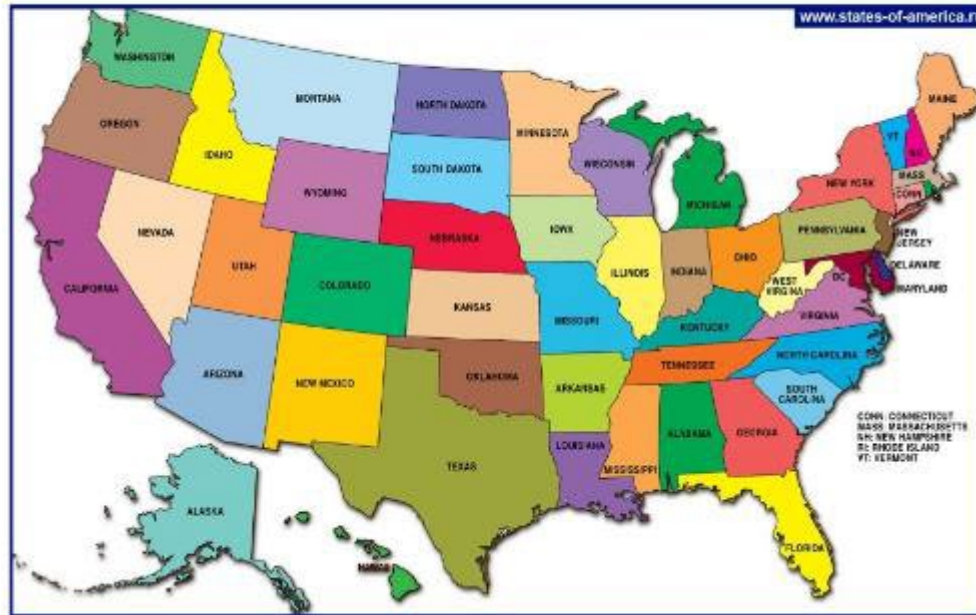 www.states-of-america.n
WASHINGTON
MONTANA
NORTH DAKOTA
MINNESOTA
MAINE
OREGON
IDAHO
VT
NH
SOUTH DAKOTA
WISCONSIN
MASS
NEW YORK
CONN
WYOMING
MICHIGAN
NEVADA
NEBRASKA
IOWA
PENNSYLVANIA
NEW
JERSEY
UTAH
ILLINOIS
INDIANA
OHIO
DELAWARE
CALIFORNIA
COLORADO
WEST
VIRGINIA
DC
MARYLAND
KANSAS
MISSOURI
KENTUCKY
VIRGINIA
ARIZONA
NEW MEXICO
OKLAHOMA
TENNESSEE
NORTH CAROLINA
ARKANSAS
SOUTH
CAROLINA
TEXAS
LOUISIANA
MISSISSIPPI
ALABAMA
GEORGIA
CONN: CONNECTICUT
MASS: MASSACHUSETTS
NH: NEW HAMPSHIRE
RI: RHODE ISLAND
VT: VERMONT
ALASKA
HAWAII
FLORIDA